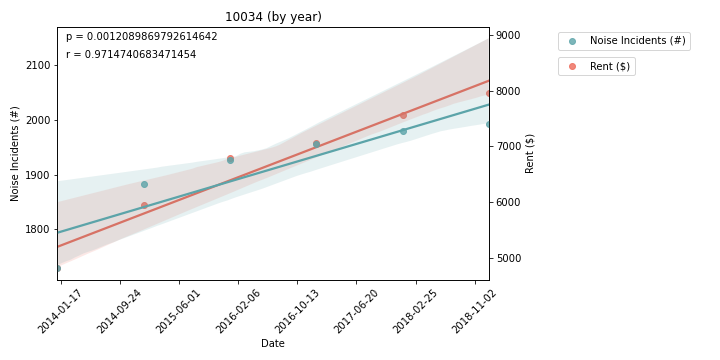 10034 (by year)
p = 0.0012089869792614642
r = 0.9714740683471454
Noise Incidents (#)
Rent ($)
2100
2000
1900
1800
Noise Incidents (#)
9000
8000
7000
6000
5000
Rent ($)
2014-01-17
2014-09-24
2015-06-01
2016-02-06
2016-10-13
2017-06-20
2018-02-25
2018-11-02
Date